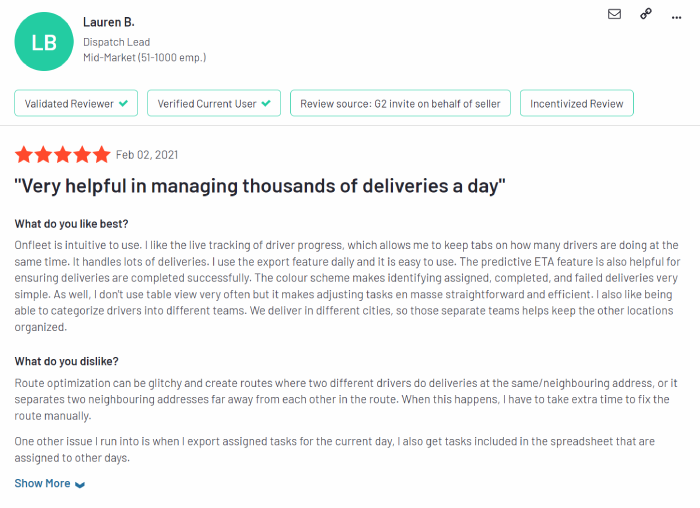 LB
Lauren B.
Dispatch Lead
Mid-Market (51-1000 emp.)
Validated Reviewer
Verified Current User
Review source: G2 invite on behalf of seller
Incentivized Review
Feb 02, 2021
"Very helpful in managing thousands of deliveries a day"
What do you like best?
Onfleet is intuitive to use. I like the live tracking of driver progress, which allows me to keep tabs on how many drivers are doing at the
same time. It handles lots of deliveries. I use the export feature daily and it is easy to use. The predictive ETA feature is also helpful for
ensuring deliveries are completed successfully. The colour scheme makes identifying assigned, completed, and failed deliveries very
simple. As well, I don't use table view very often but it makes adjusting tasks en masse straightforward and efficient. I also like being
able to categorize drivers into different teams. We deliver in different cities, so those separate teams helps keep the other locations
organized.
What do you dislike?
Route optimization can be glitchy and create routes where two different drivers do deliveries at the same/neighbouring address, or it
separates two neighbouring addresses far away from each other in the route. When this happens, I have to take extra time to fix the
route manually.
One other issue I run into is when I export assigned tasks for the current day, I also get tasks included in the spreadsheet that are
assigned to other days.
Show More